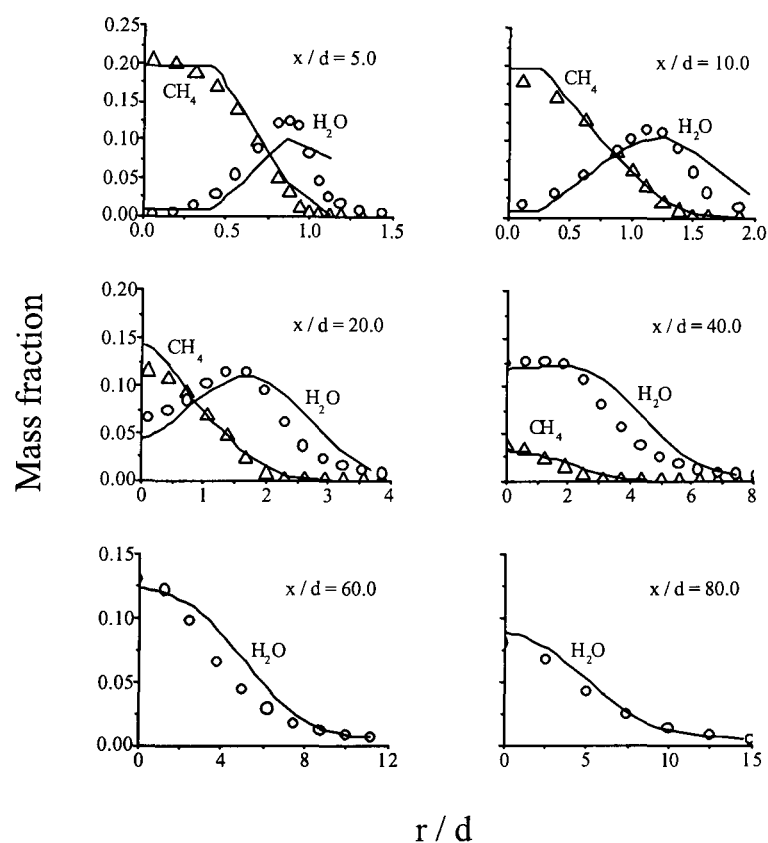 0.25
0.20
0.15
0.10
0.05
0.00
x / d = 5.0
CH4
H2O
0.0 0.5 1.0 1.5
x / d = 10.0
CH4
H2O
0.0 0.5 1.0 1.5 2.0
0.20
0.15
0.10
0.05
0.00
x / d = 20.0
CH4
H2O
0 1 2 3 4
x / d = 40.0
H2O
CH4
0 2 4 6 8
0.15
0.10
0.05
0.00
x / d = 60.0
H2O
0 2 4 6 8 10 12
x / d = 80.0
H2O
0 5 10 15
Mass fraction
r / d